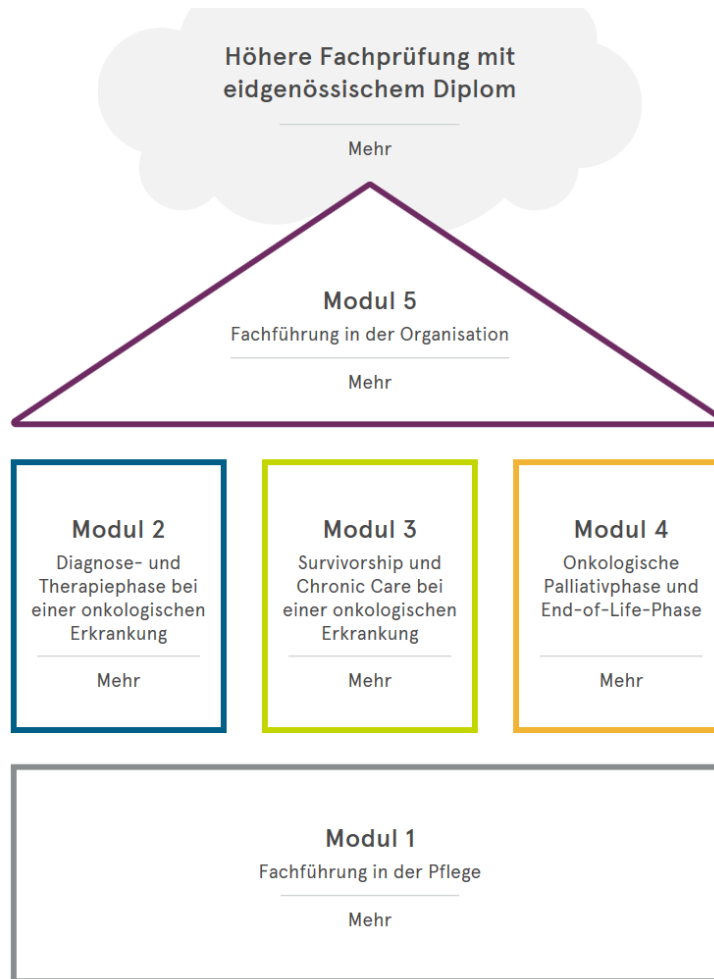 Höhere Fachprüfung mit
eidgenössischem Diplom
Mehr
Modul 5
Fachführung in der Organisation
Mehr
Modul 2
Diagnose- und
Therapiephase bei
einer onkologischen
Erkrankung
Mehr
Modul 3
Survivorship und
Chronic Care bei
einer onkologischen
Erkrankung
Mehr
Modul 4
Onkologische
Palliativphase und
End-of-Life-Phase
Mehr
Modul 1
Fachführung in der Pflege
Mehr